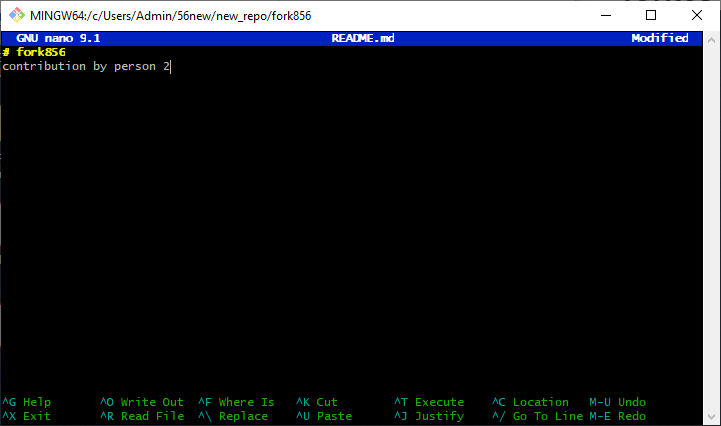 MINGW64:/c/Users/Admin/56new/new_repo/fork856
GNU nano 9.1 README.md Modified
# fork856
contribution by person 2
^G Help ^O Write Out ^F Where Is ^K Cut ^T Execute ^C Location M-U Undo
^X Exit ^R Read File ^\ Replace ^U Paste ^J Justify ^/ Go To Line M-E Redo